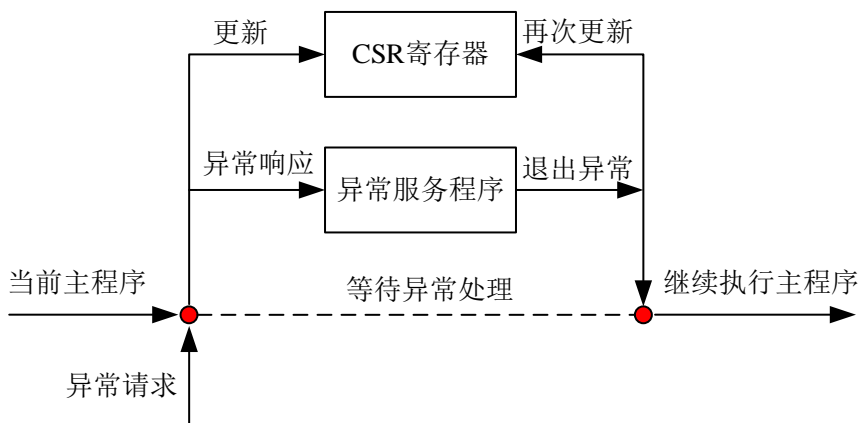 更新
CSR寄存器
再次更新
异常响应
异常服务程序
退出异常
当前主程序
等待异常处理
继续执行主程序
异常请求